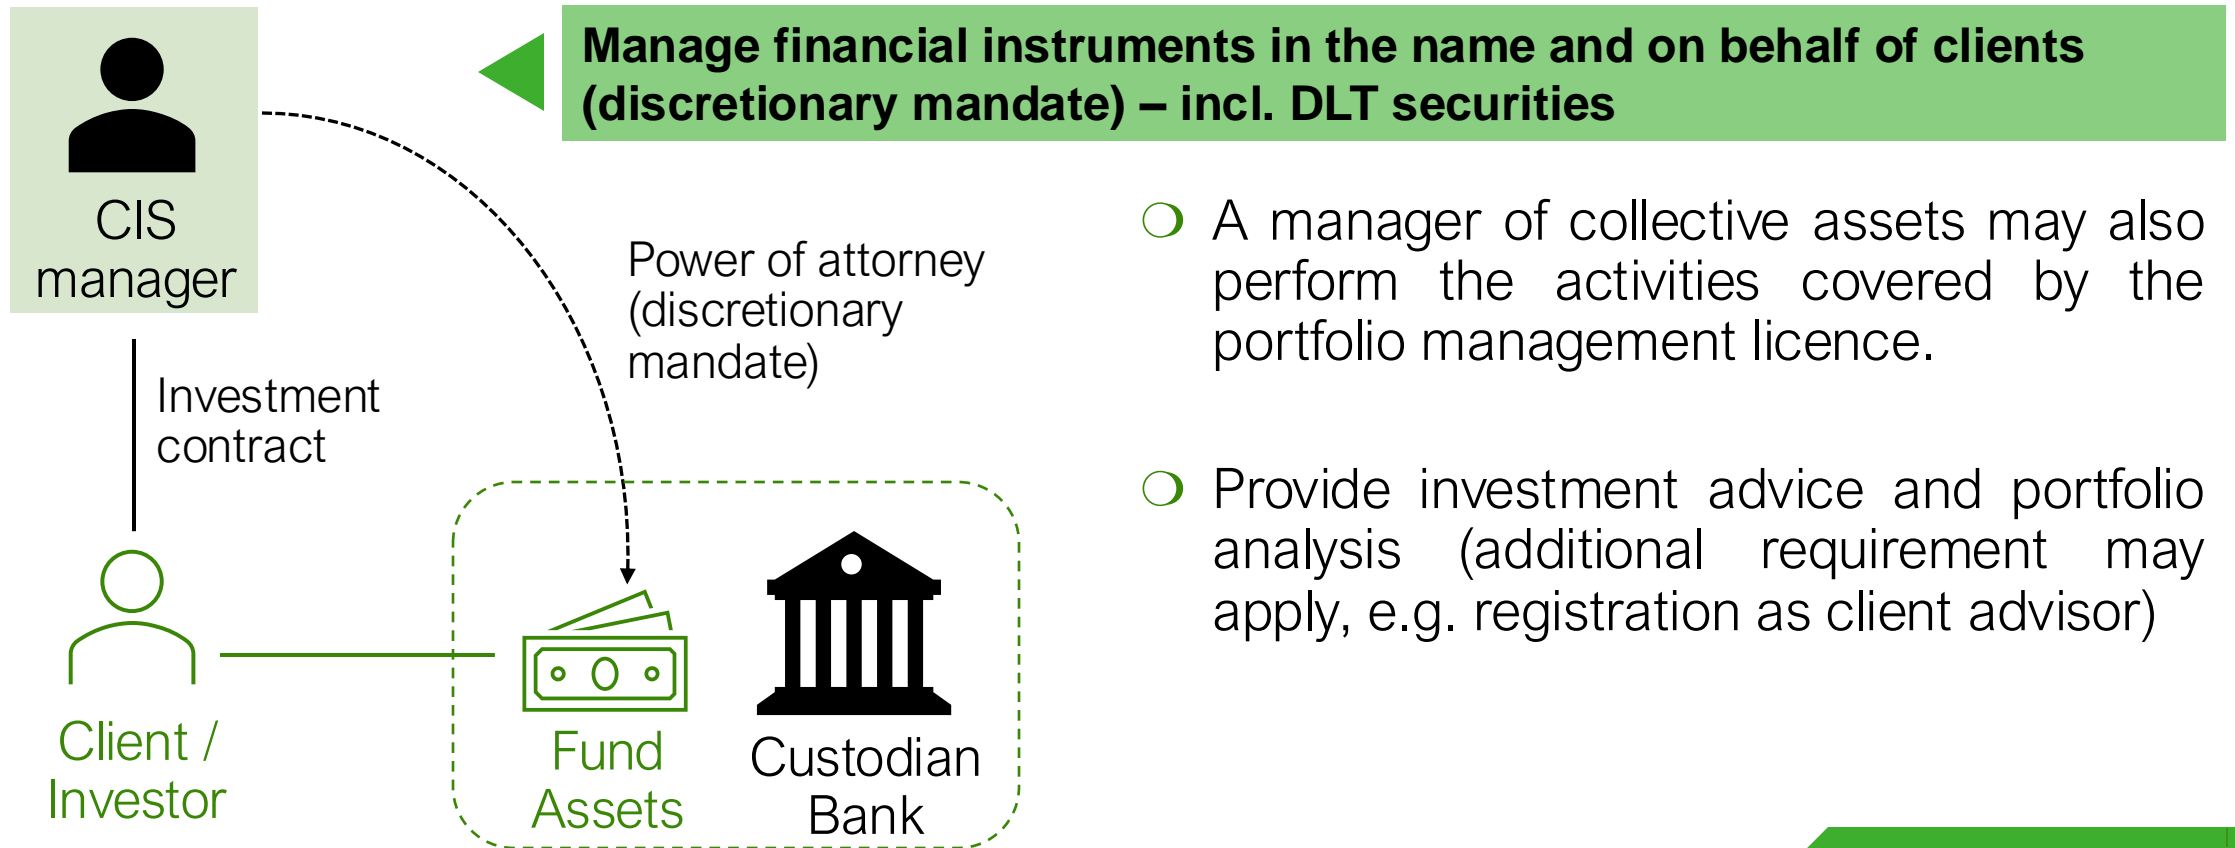 Manage financial instruments in the name and on behalf of clients
(discretionary mandate) – incl. DLT securities
CIS
manager
Power of attorney
(discretionary
mandate)
Investment
contract
Client /
Investor
Fund
Assets
Custodian
Bank
A manager of collective assets may also
perform the activities covered by the
portfolio management licence.
Provide investment advice and portfolio
analysis (additional requirement may
apply, e.g. registration as client advisor)